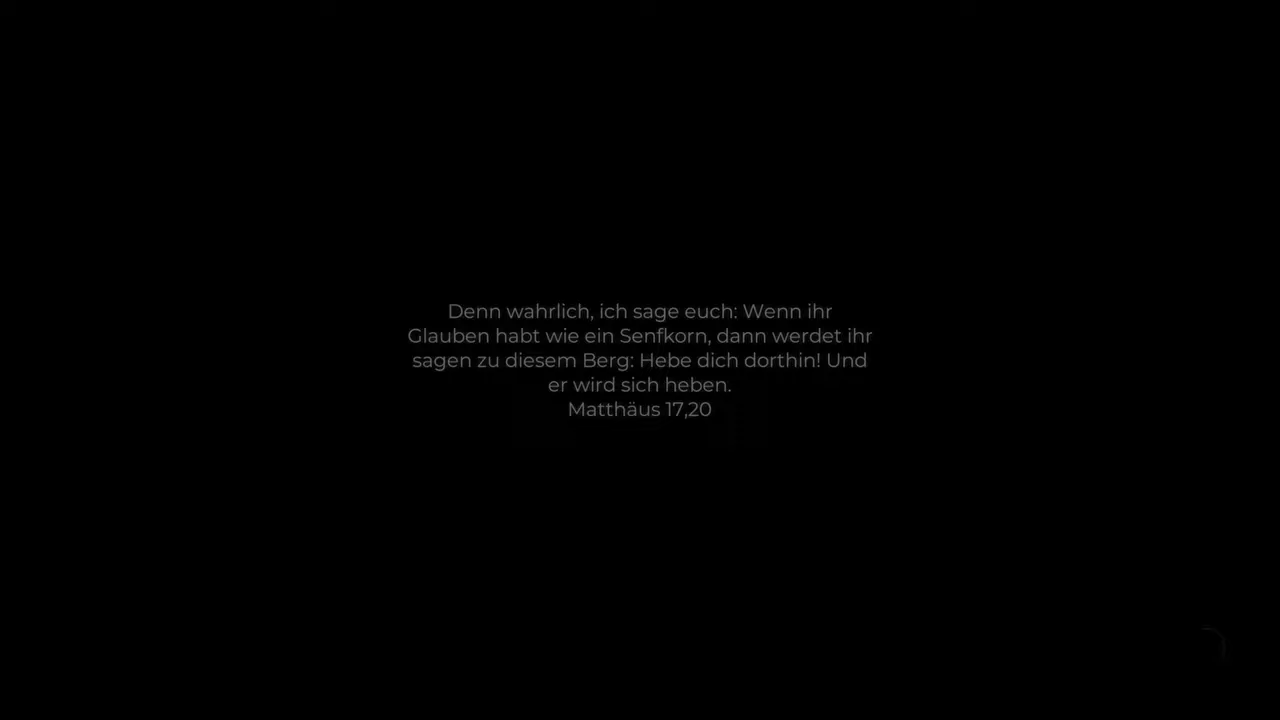 Denn wahrlich, ich sage euch: Wenn ihr
Glauben habt wie ein Senfkorn, dann werdet ihr
sagen zu diesem Berg: Hebe dich dorthin! Und
er wird sich heben.
Matthäus 17,20